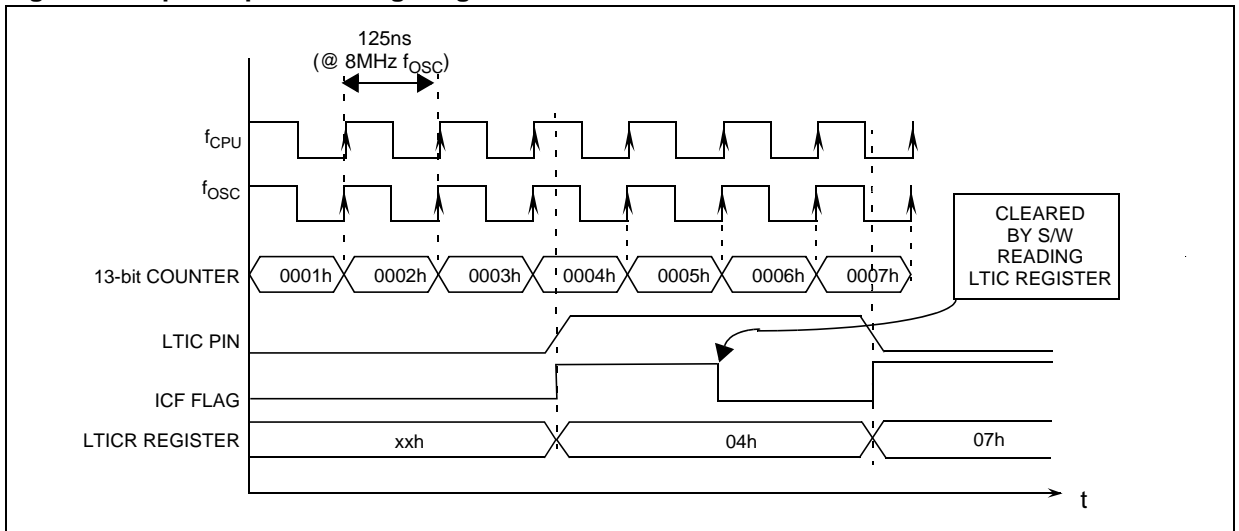 125ns
(@ 8MHz fOSC)
fCPU
fOSC
CLEARED
BY S/W
READING
LTIC REGISTER
13-bit COUNTER 0001h 0002h 0003h 0004h 0005h 0006h 0007h
LTIC PIN
ICF FLAG
LTICR REGISTER xxh 04h 07h
t